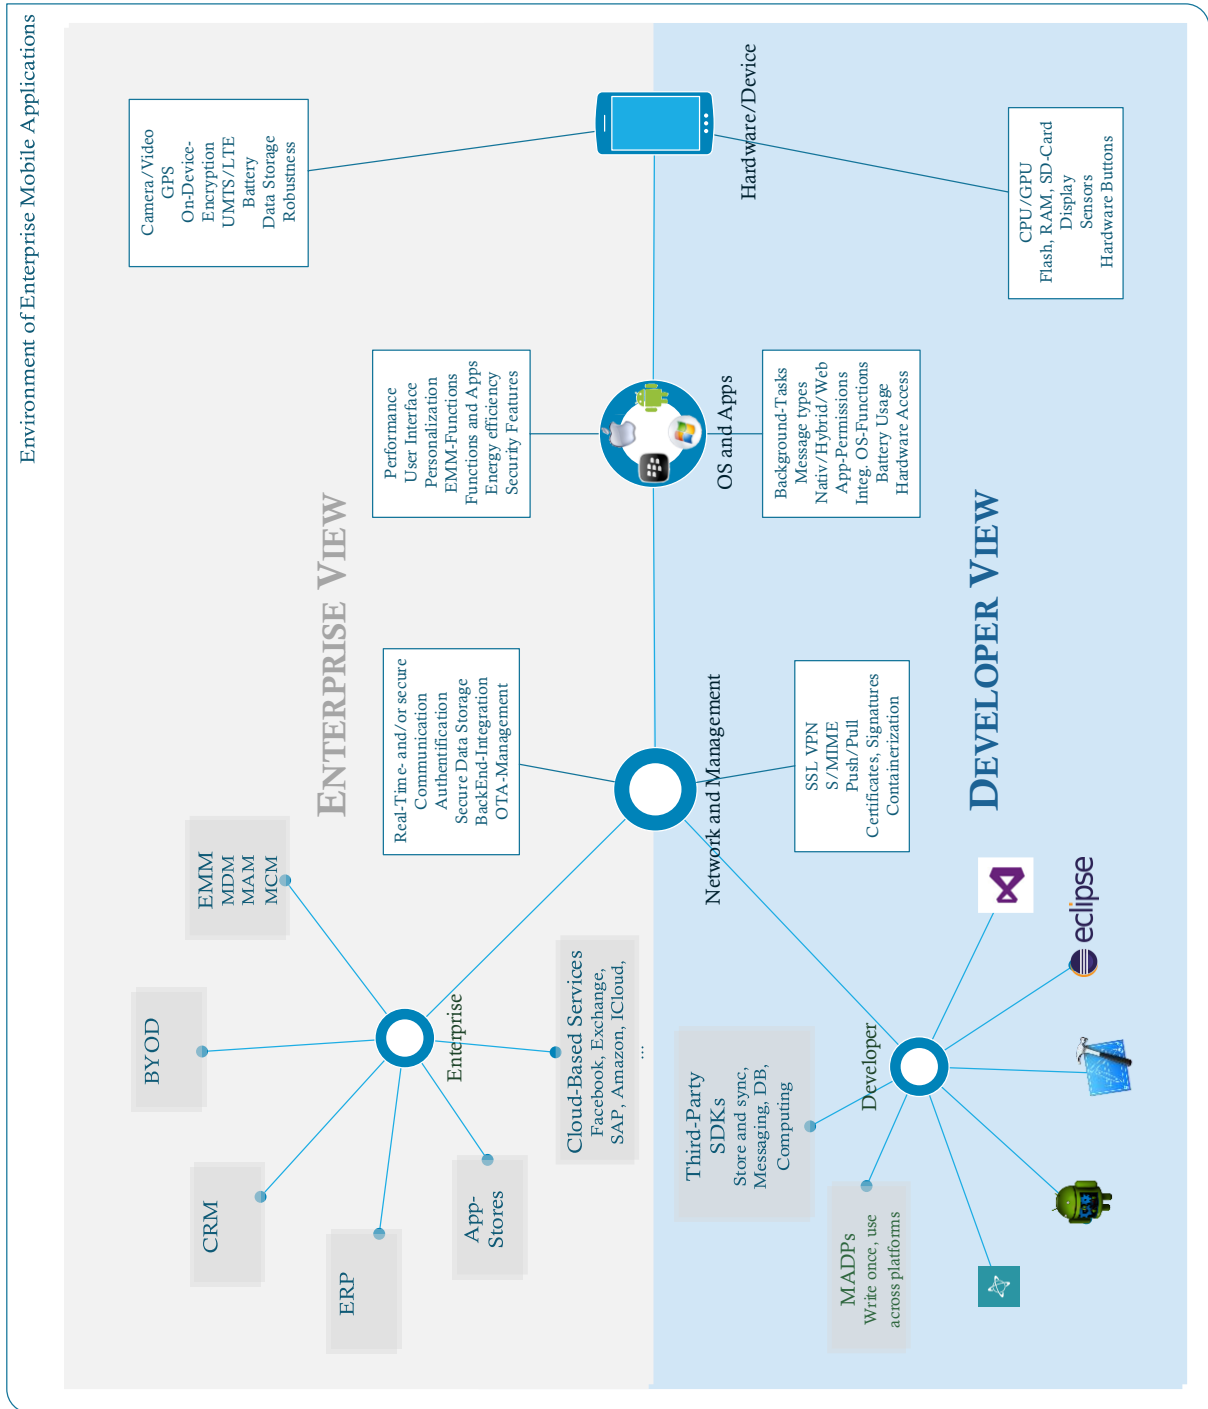 Environment of Enterprise Mobile Applications
ENTERPRISE VIEW
EMM
MDM
MAM
MCM
BYOD
CRM
ERP
App-
Stores
Cloud-Based Services
Facebook, Exchange,
SAP, Amazon, ICloud,
...
Enterprise
Real-Time- and/or secure
Communication
Authentification
Secure Data Storage
BackEnd-Integration
OTA-Management
Performance
User Interface
Personalization
EMM-Functions
Functions and Apps
Energy efficiency
Security Features
Camera/Video
GPS
On-Device-
Encryption
UMTS/LTE
Battery
Data Storage
Robustness
Network and Management
OS and Apps
Hardware/Device
DEVELOPER VIEW
Third-Party
SDKs
Store and sync,
Messaging, DB,
Computing
MADPs
Write once, use
across platforms
Developer
eclipse
SSL VPN
S/MIME
Push/Pull
Certificates, Signatures
Containerization
Background-Tasks
Message types
Nativ/Hybrid/Web
App-Permissions
Integ. OS-Functions
Battery Usage
Hardware Access
CPU/GPU
Flash, RAM, SD-Card
Display
Sensors
Hardware Buttons